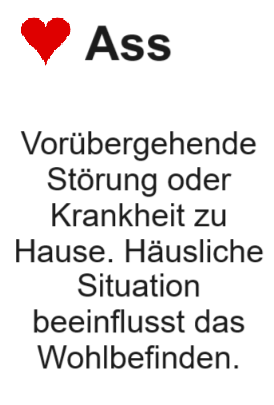 Ass
Vorübergehende
Störung oder
Krankheit zu
Hause. Häusliche
Situation
beeinflusst das
Wohlbefinden.